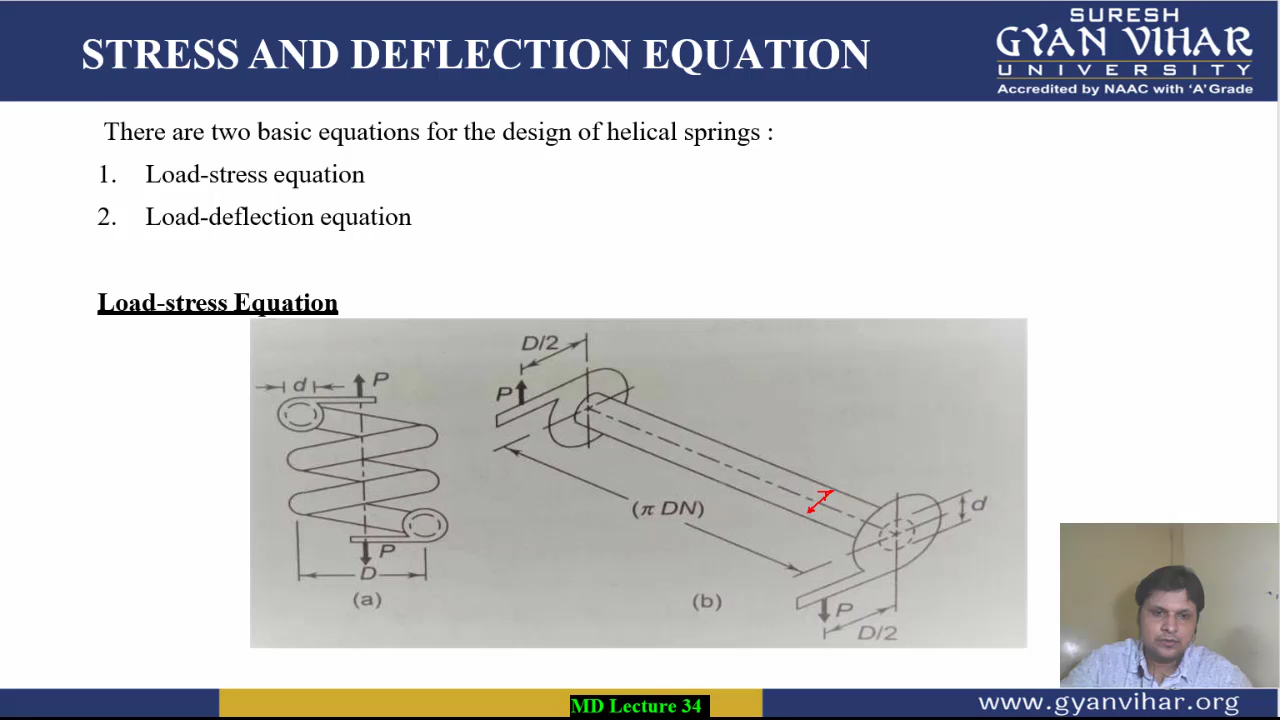 STRESS AND DEFLECTION EQUATION
SURESH
GYAN VIHAR
UNIVERSITY
Accredited by NAAC with 'A' Grade
There are two basic equations for the design of helical springs :
1. Load-stress equation
2. Load-deflection equation
Load-stress Equation
d
P
P
D
(a)
D/2
P
(π DN)
d
P
D/2
(b)
MD Lecture 34
www.gyanvihar.org